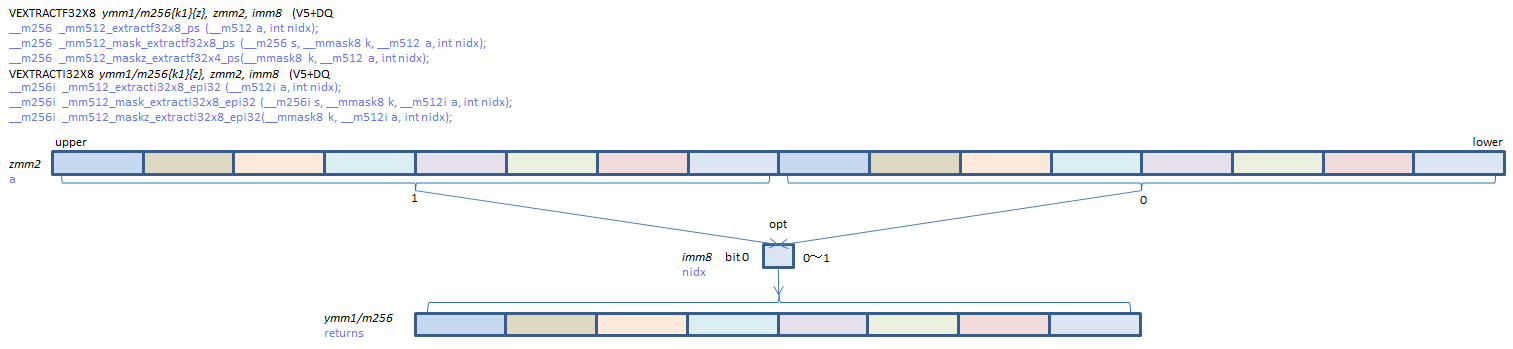 VEXTRACTF32X8 ymm1/m256{k1}{z}, zmm2, imm8 (V5+DQ
__m256 _mm512_extractf32x8_ps (__m512 a, int nidx);
__m256 _mm512_mask_extractf32x8_ps (__m256 s, __mmask8 k, __m512 a, int nidx);
__m256 _mm512_maskz_extractf32x4_ps(__mmask8 k, __m512 a, int nidx);
VEXTRACTI32X8 ymm1/m256{k1}{z}, zmm2, imm8 (V5+DQ
__m256i _mm512_extracti32x8_epi32 (__m512i a, int nidx);
__m256i _mm512_mask_extracti32x8_epi32 (__m256i s, __mmask8 k, __m512i a, int nidx);
__m256i _mm512_maskz_extracti32x8_epi32(__mmask8 k, __m512i a, int nidx);
upper lower
zmm2
a
1 0
opt
imm8 bit 0 0～1
nidx
ymm1/m256
returns